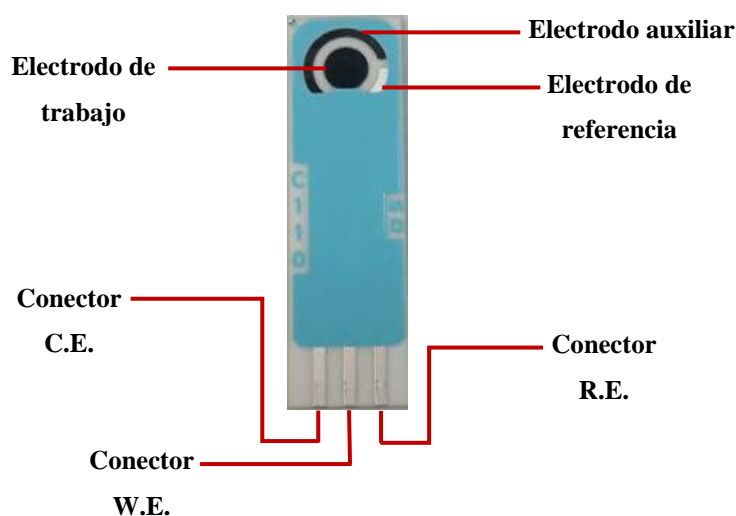 Electrodo auxiliar
Electrodo de
trabajo
Electrodo de
referencia
C110
Conector
C.E.
Conector
R.E.
Conector
W.E.